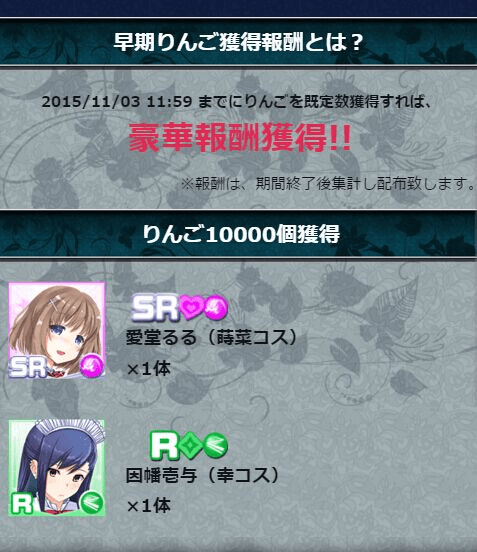 早期りんご獲得報酬とは？
2015/11/03 11:59 までにりんごを既定数獲得すれば、
豪華報酬獲得!!
※報酬は、期間終了後集計し配布致します。
りんご10000個獲得
SR
SR
愛堂るる（蒔菜コス）
×1体
R
R
因幡壱与（幸コス）
×1体